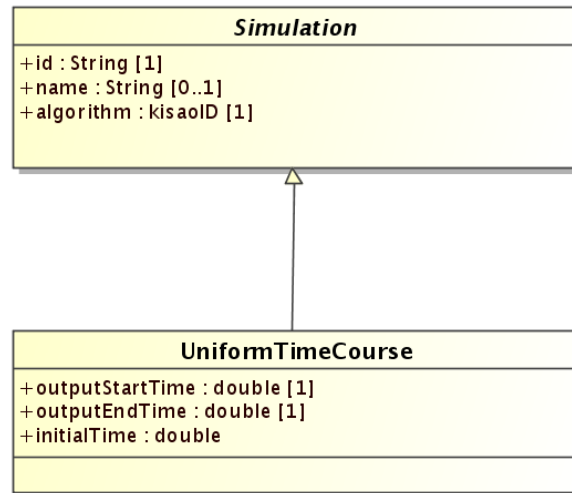 Simulation
+id : String [1]
+name : String [0..1]
+algorithm : kisaoID [1]
UniformTimeCourse
+outputStartTime : double [1]
+outputEndTime : double [1]
+initialTime : double